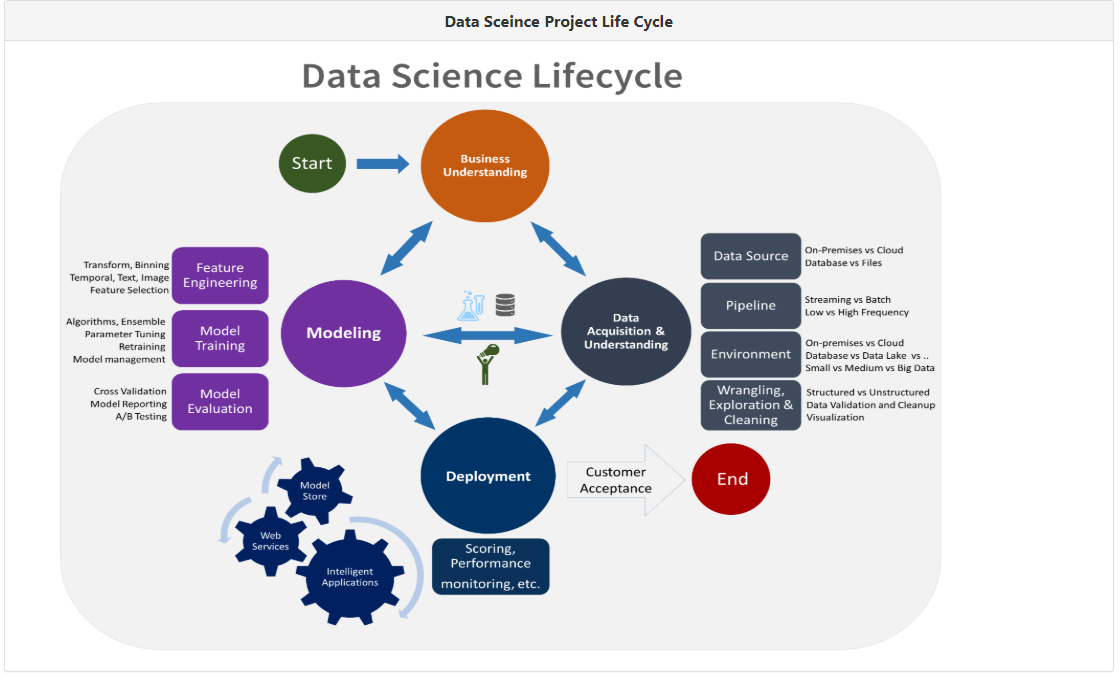 Data Sceince Project Life Cycle
Data Science Lifecycle
Start
Business
Understanding
Feature
Engineering
Transform, Binning
Temporal, Text, Image
Feature Selection
Model
Training
Algorithms, Ensemble
Parameter Tuning
Retraining
Model management
Model
Evaluation
Cross Validation
Model Reporting
A/B Testing
Modeling
Data
Acquisition &
Understanding
Data Source
On-Premises vs Cloud
Database vs Files
Pipeline
Streaming vs Batch
Low vs High Frequency
Environment
On-premises vs Cloud
Database vs Data Lake vs ..
Small vs Medium vs Big Data
Wrangling,
Exploration &
Cleaning
Structured vs Unstructured
Data Validation and Cleanup
Visualization
Deployment
Customer
Acceptance
End
Scoring,
Performance
monitoring, etc.
Model
Store
Web
Services
Intelligent
Applications